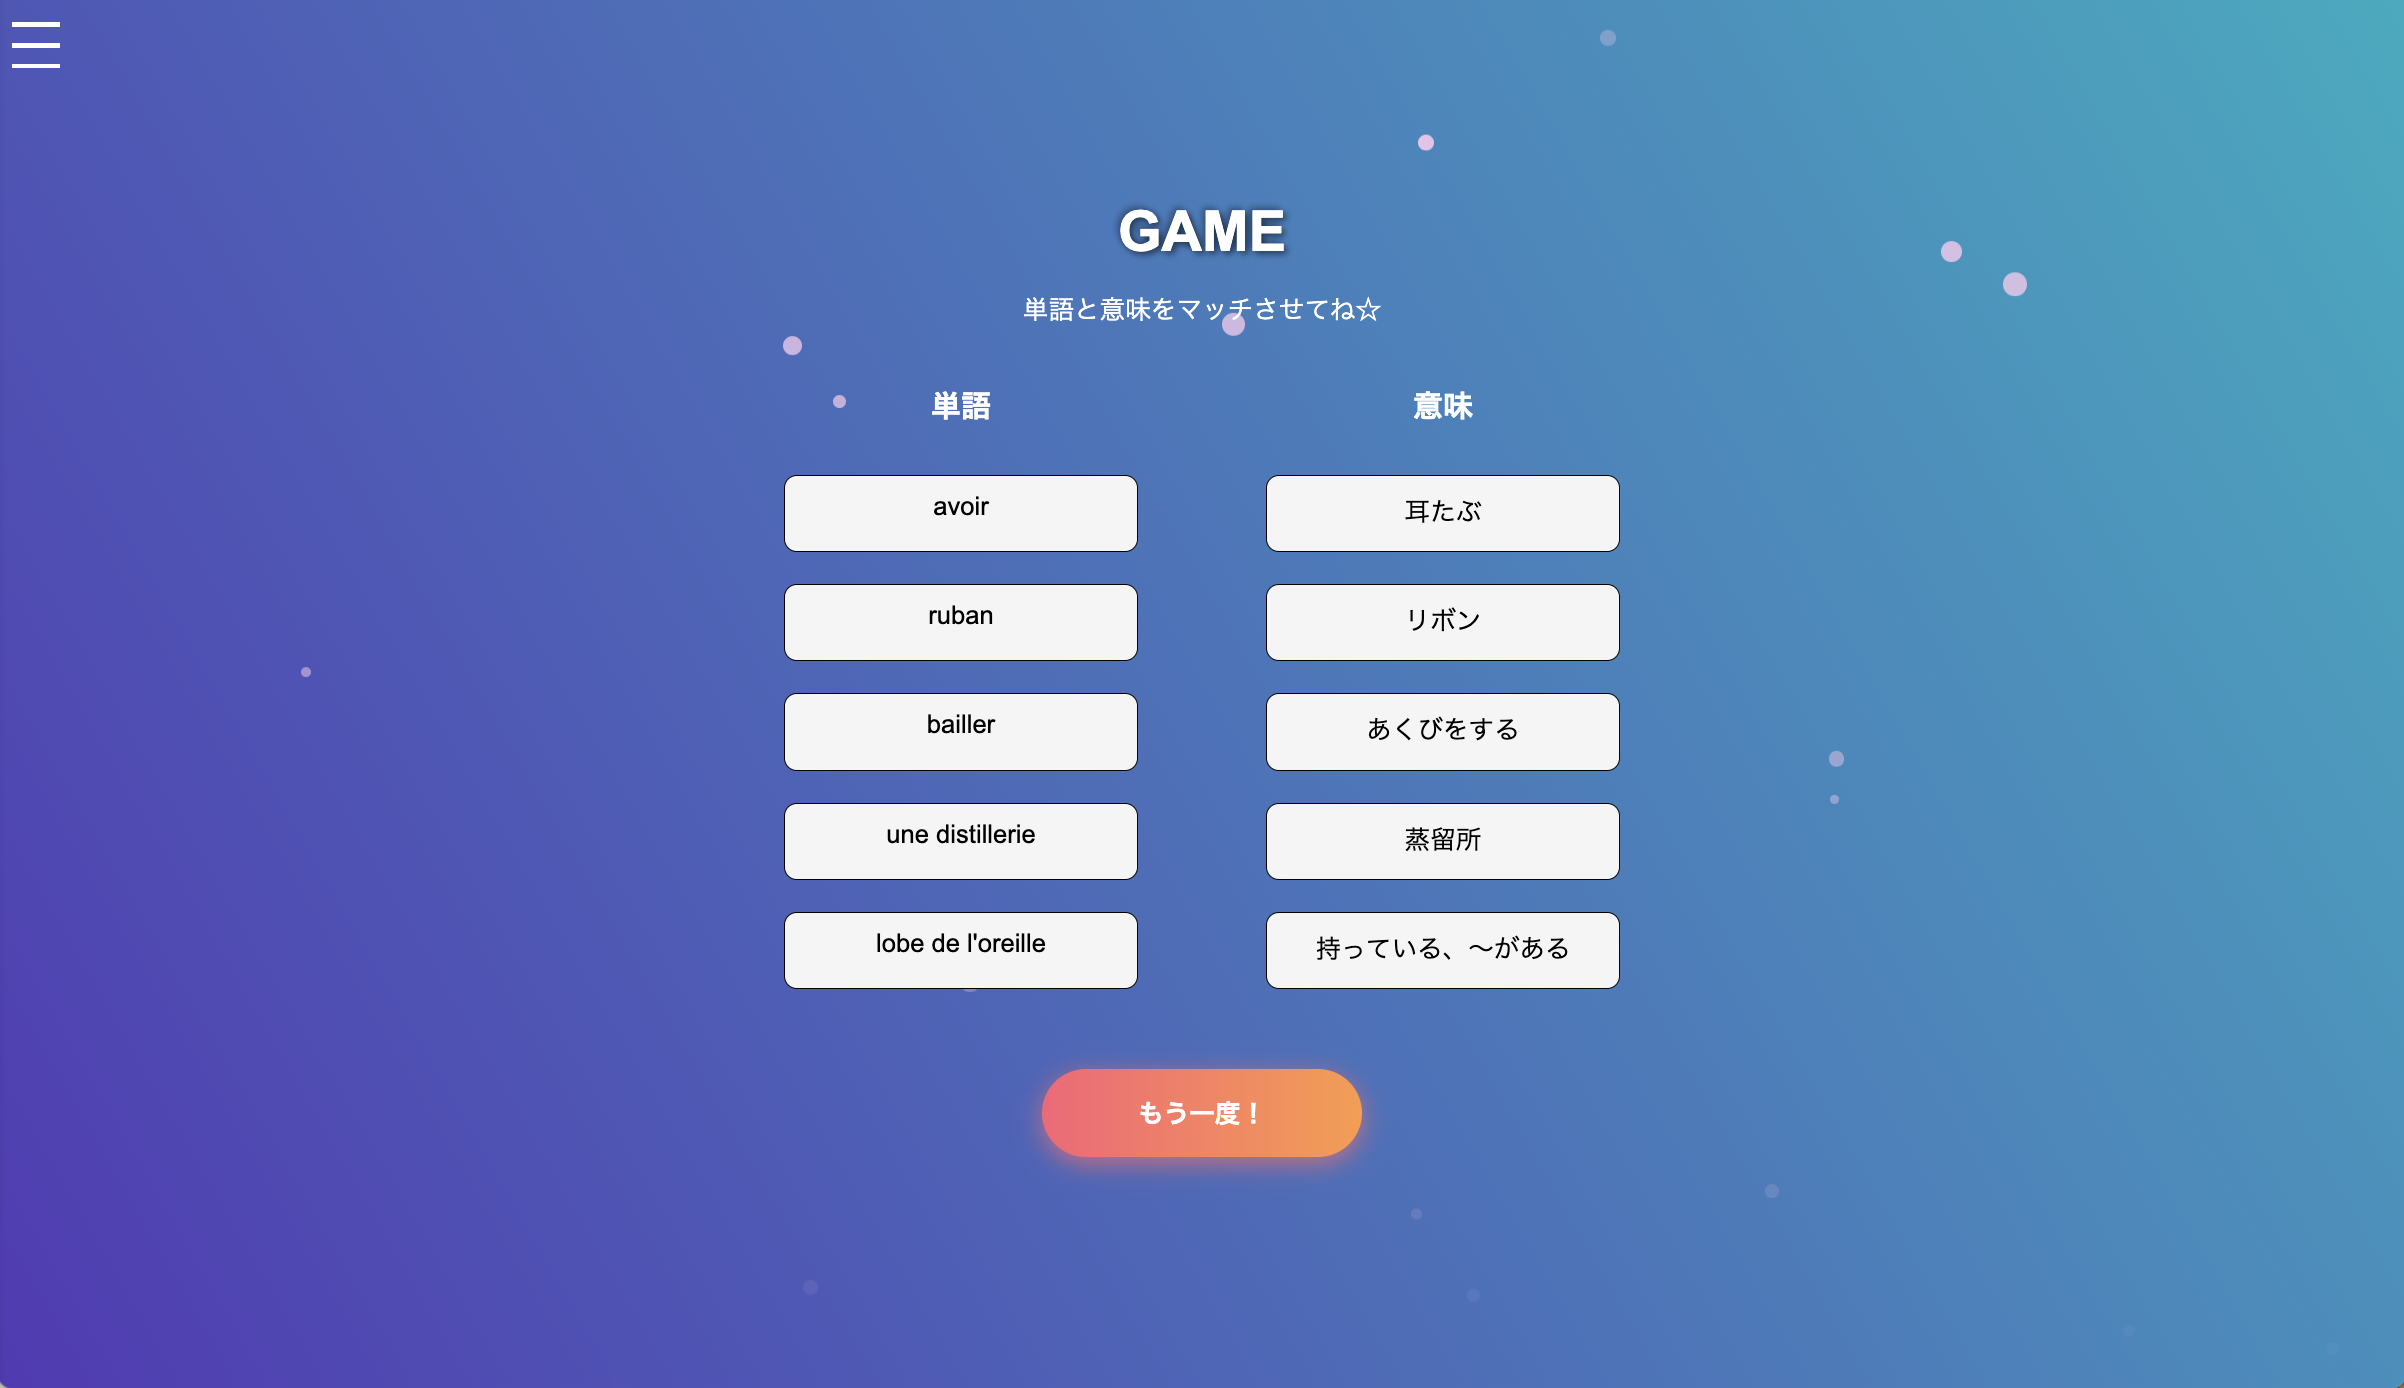 GAME
単語と意味をマッチさせてね☆
単語
意味
avoir
耳たぶ
ruban
リボン
bailler
あくびをする
une distillerie
蒸留所
lobe de l'oreille
持っている、〜がある
もう一度！